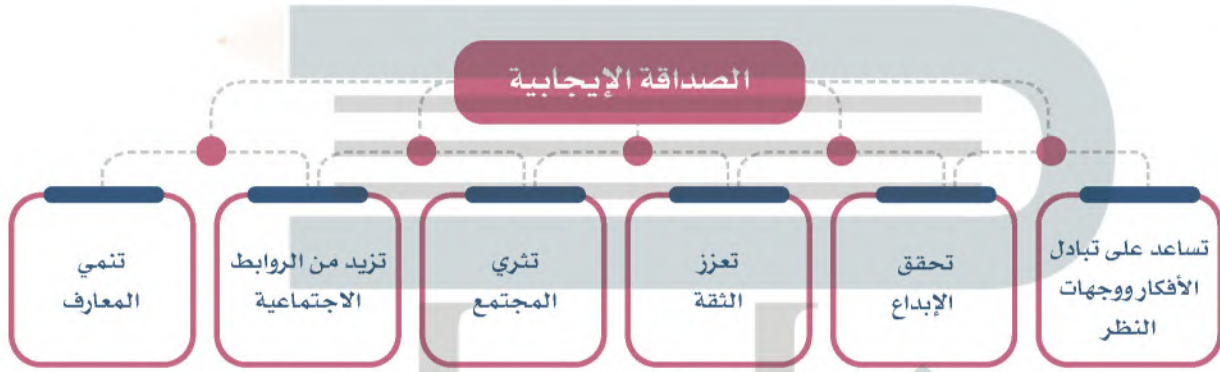 الصداقة الإيجابية
تساعد على تبادل
الأفكار ووجهات
النظر
تحقق
الإبداع
تعزز
الثقة
تثري
المجتمع
تزيد من الروابط
الاجتماعية
تنمي
المعارف